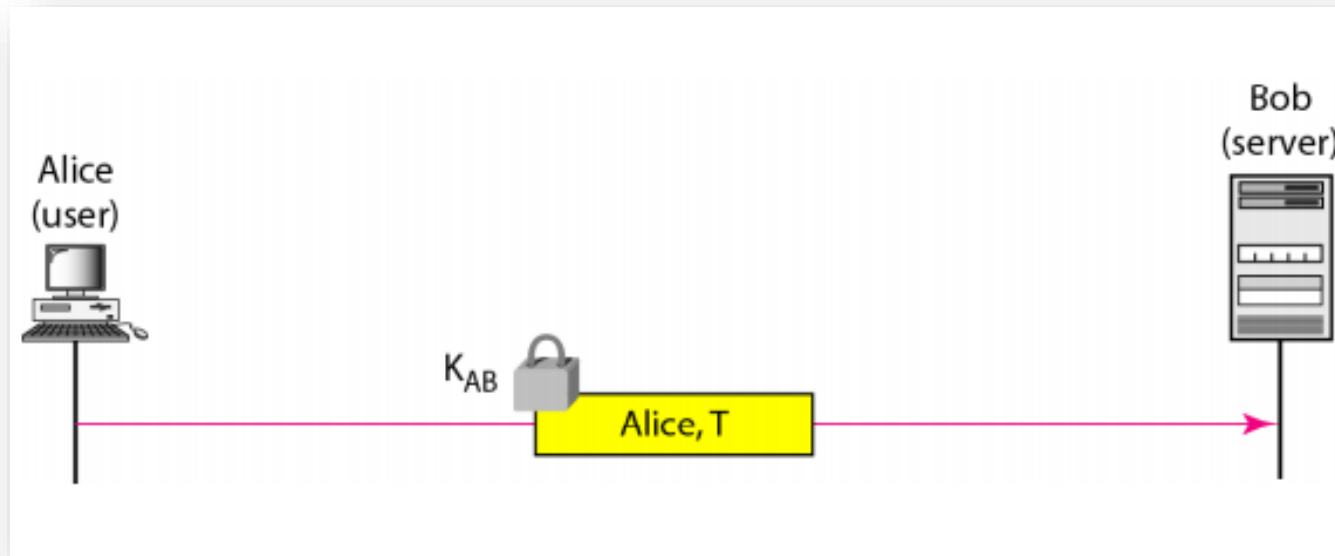 Alice
(user)
Bob
(server)
K_AB
Alice, T